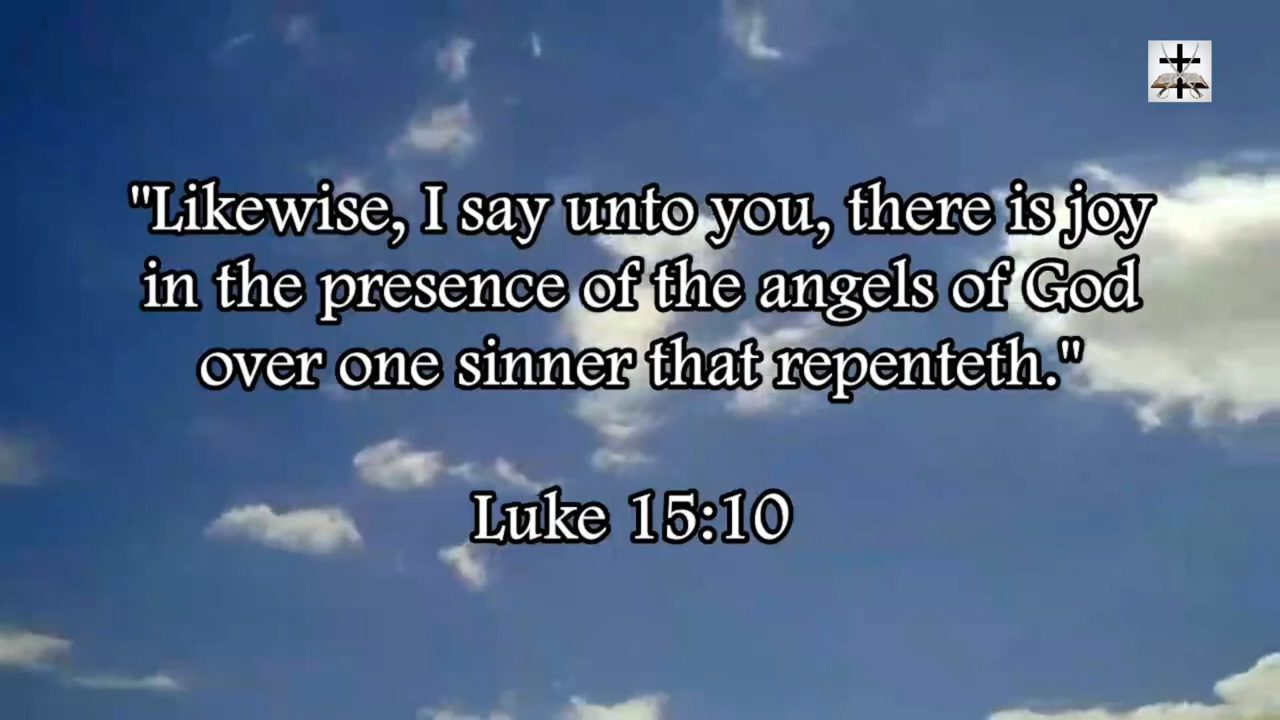 "Likewise, I say unto you, there is joy
in the presence of the angels of God
over one sinner that repenteth."
Luke 15:10